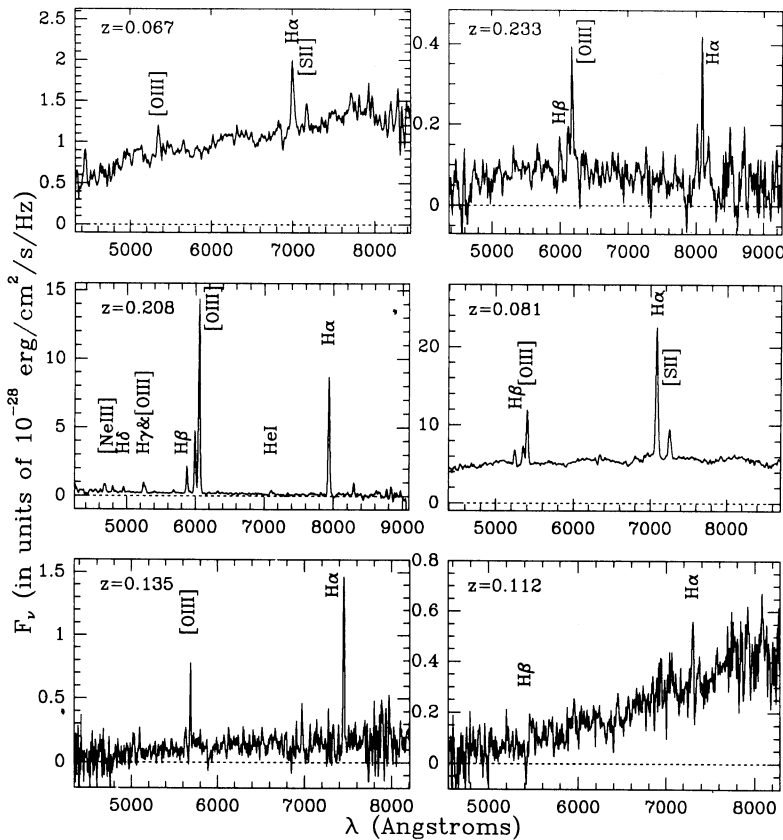 F_ν (in units of 10^-28 erg/cm^2/s/Hz)
z=0.067
[OIII]
Hα
[SII]
0
0.5
1
1.5
2
2.5
5000
6000
7000
8000
z=0.233
Hβ
[OIII]
Hα
0
0.2
0.4
5000
6000
7000
8000
9000
z=0.208
[NeIII]
Hδ
Hγ&[OIII]
Hβ
[OIII]
HeI
Hα
0
5
10
15
5000
6000
7000
8000
9000
z=0.081
Hβ
[OIII]
Hα
[SII]
0
10
20
5000
6000
7000
8000
z=0.135
[OIII]
Hα
0
0.5
1
1.5
5000
6000
7000
8000
z=0.112
Hβ
Hα
0
0.2
0.4
0.6
0.8
5000
6000
7000
8000
λ (Angstroms)